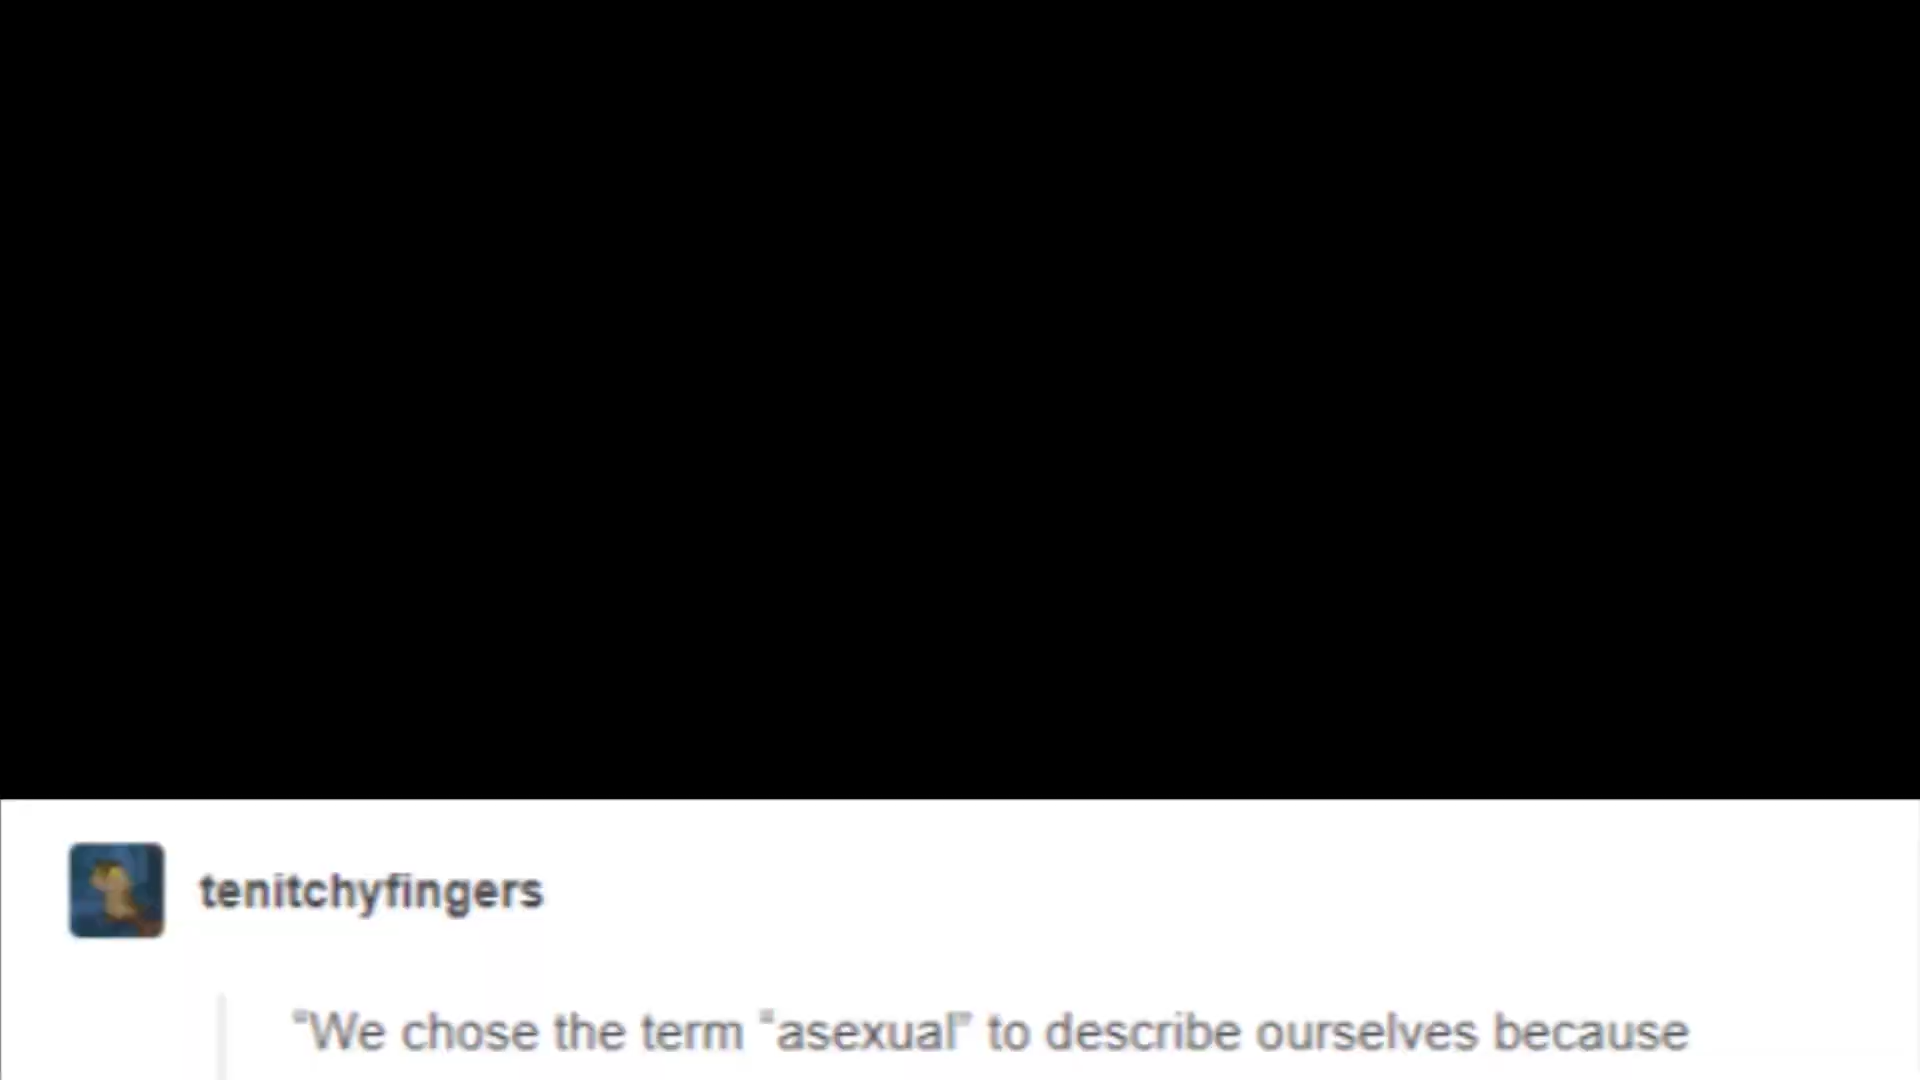 tenitchyfingers
"We chose the term "asexual" to describe ourselves because